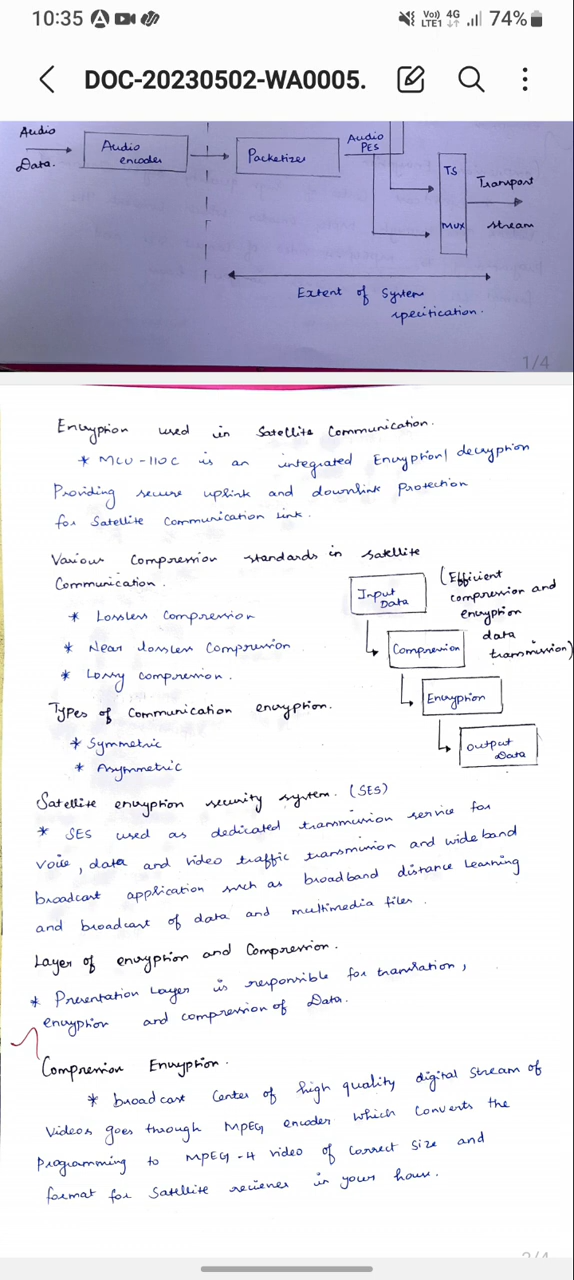 10:35
Vo) 4G
LTE1 74%
DOC-20230502-WA0005.
Audio
Data.
Audio
encoder
Packetizer
Audio
PES
TS
MUX
Transport
stream
Extent of System
specification.
1/4
Encryption used in Satellite Communication.
* MCU-110C is an integrated Encryption/decryption
Providing secure uplink and downlink Protection
for Satellite Communication Link.
Various Compression standards in satellite
Communication.
* Lossless Compression
* Near lossless Compression
* Lossy compression.
Input
Data
Compression
Encryption
output
Data
(Efficient
compression and
encryption
data
transmission)
Types of Communication encryption.
* Symmetric
* Asymmetric
Satellite encryption security system. (SES)
* SES used as dedicated transmission service for
Voice, data and video traffic transmission and wide band
broadcast application such as broadband distance Learning
and broadcast of data and multimedia files.
Layer of encryption and Compression.
* Presentation Layer is responsible for translation,
encryption and compression of Data.
Compression Encryption.
* broadcast Center of high quality digital Stream of
Videos goes through MPEG encoder which Converts the
Programming to MPEG-4 video of Correct Size and
format for Satellite reciever in your house.
2/4